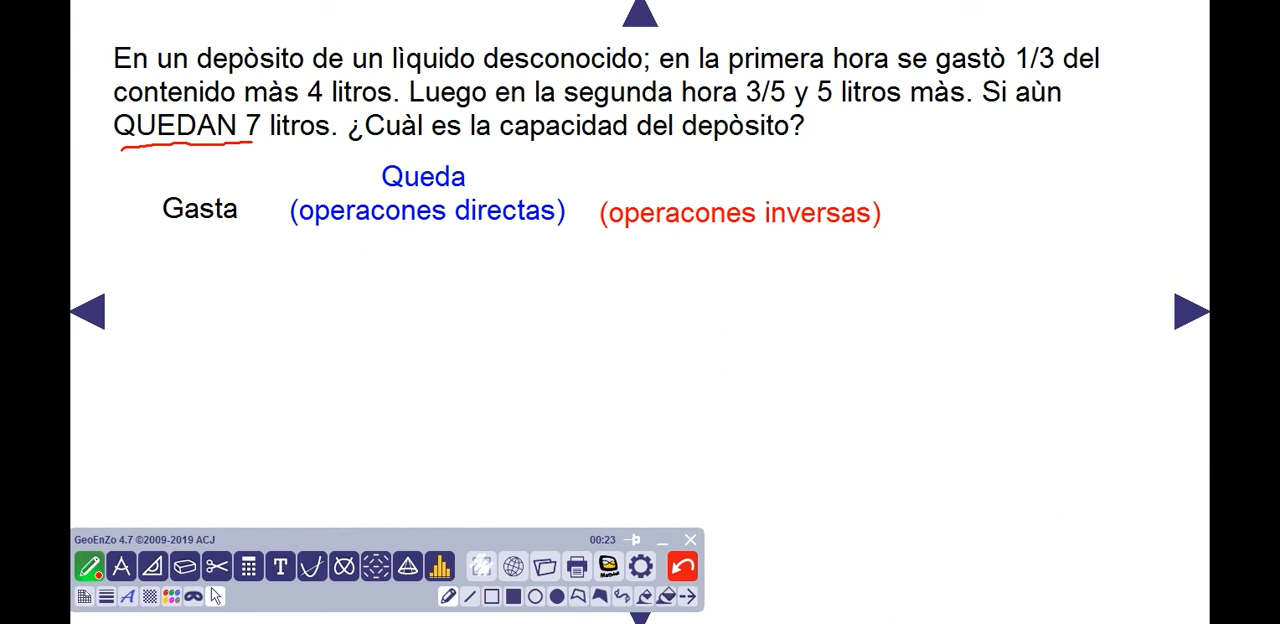 En un depòsito de un lìquido desconocido; en la primera hora se gastò 1/3 del
contenido màs 4 litros. Luego en la segunda hora 3/5 y 5 litros màs. Si aùn
QUEDAN 7 litros. ¿Cuàl es la capacidad del depòsito?
Queda
Gasta (operacones directas) (operacones inversas)
GeoEnZo 4.7 ©2009-2019 ACJ 00:23
T
A